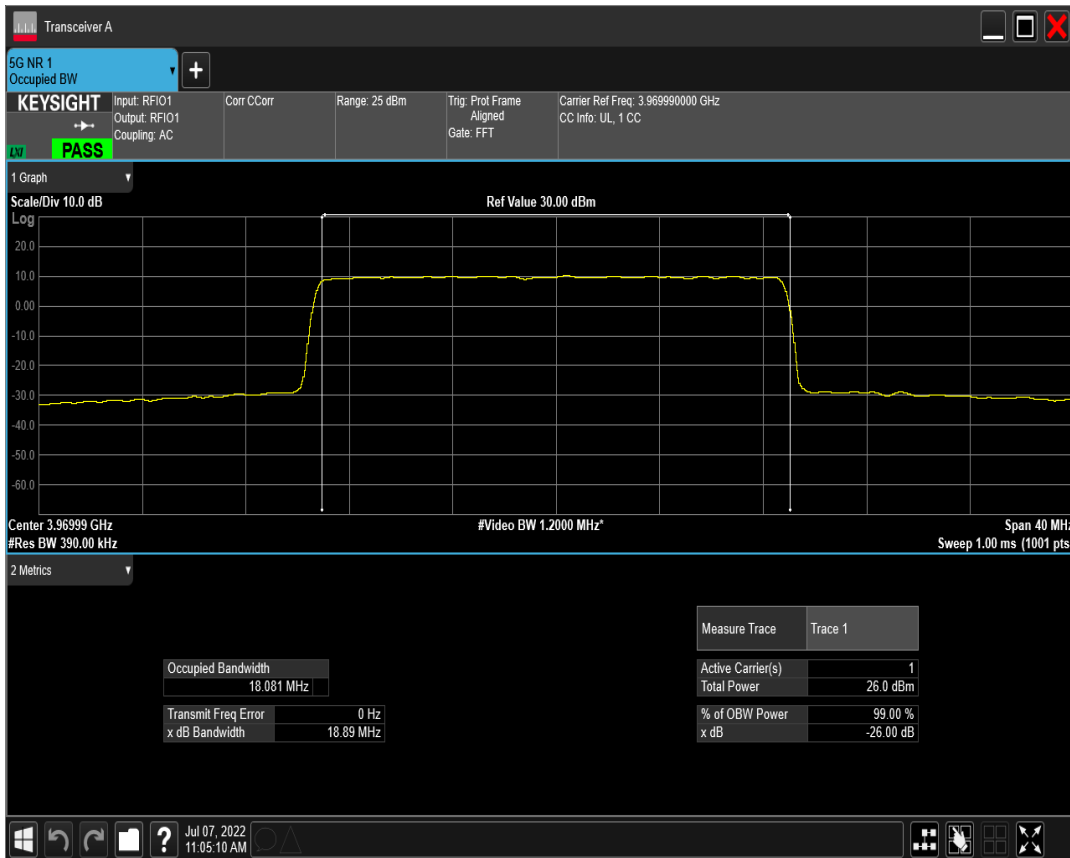 Transceiver A
5G NR 1
Occupied BW
KEYSIGHT
LXI
PASS
Input: RFIO1
Output: RFIO1
Coupling: AC
Corr CCorr
Range: 25 dBm
Trig: Prot Frame
Aligned
Gate: FFT
Carrier Ref Freq: 3.969990000 GHz
CC Info: UL, 1 CC
1 Graph
Scale/Div 10.0 dB
Ref Value 30.00 dBm
Log
20.0
10.0
0.00
-10.0
-20.0
-30.0
-40.0
-50.0
-60.0
Center 3.96999 GHz
#Video BW 1.2000 MHz*
Span 40 MHz
#Res BW 390.00 kHz
Sweep 1.00 ms (1001 pts
2 Metrics
Measure Trace Trace 1
Occupied Bandwidth
18.081 MHz
Active Carrier(s) 1
Total Power 26.0 dBm
Transmit Freq Error 0 Hz
x dB Bandwidth 18.89 MHz
% of OBW Power 99.00 %
x dB -26.00 dB
?
Jul 07, 2022
11:05:10 AM